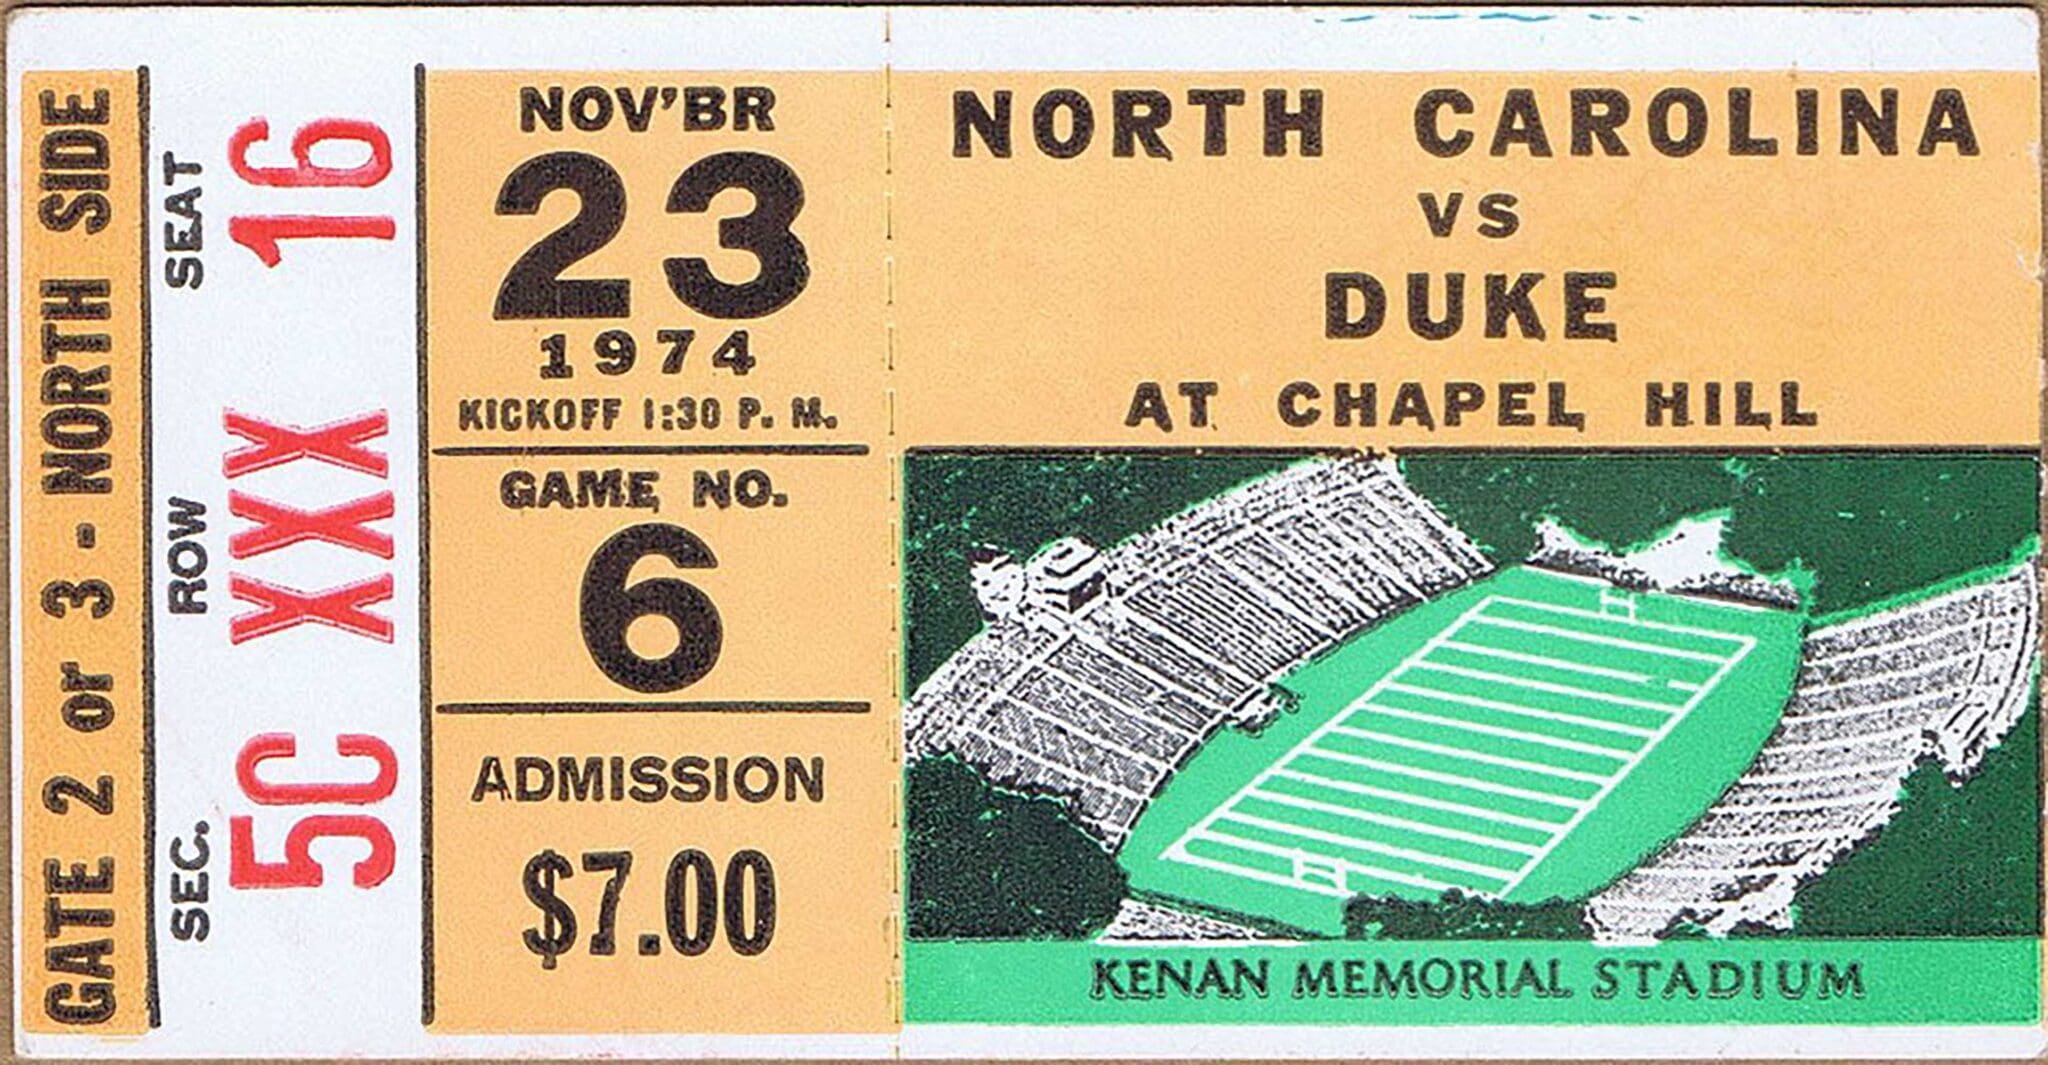 GATE 2 or 3 - NORTH SIDE
SEC. ROW SEAT
5C XXX 16
NOV'BR
23
1974
KICKOFF 1:30 P. M.
GAME NO.
6
ADMISSION
$7.00
NORTH CAROLINA
VS
DUKE
AT CHAPEL HILL
KENAN MEMORIAL STADIUM